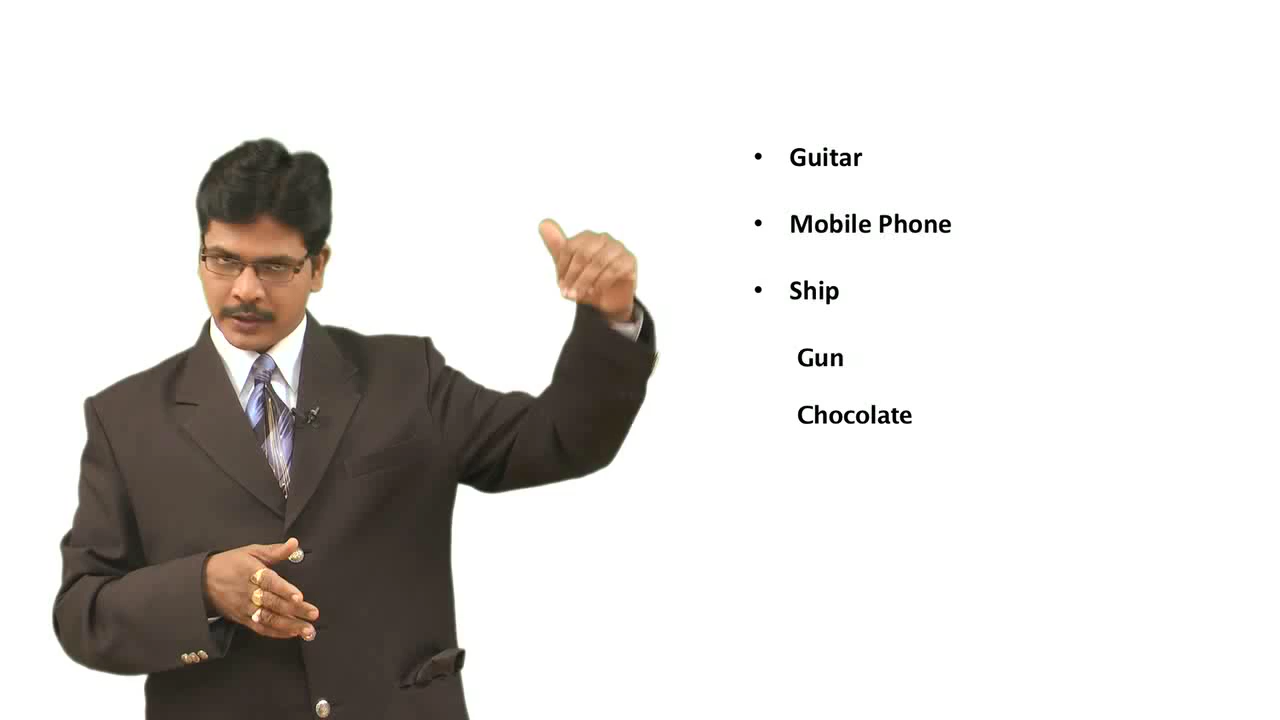 • Guitar
• Mobile Phone
• Ship
Gun
Chocolate